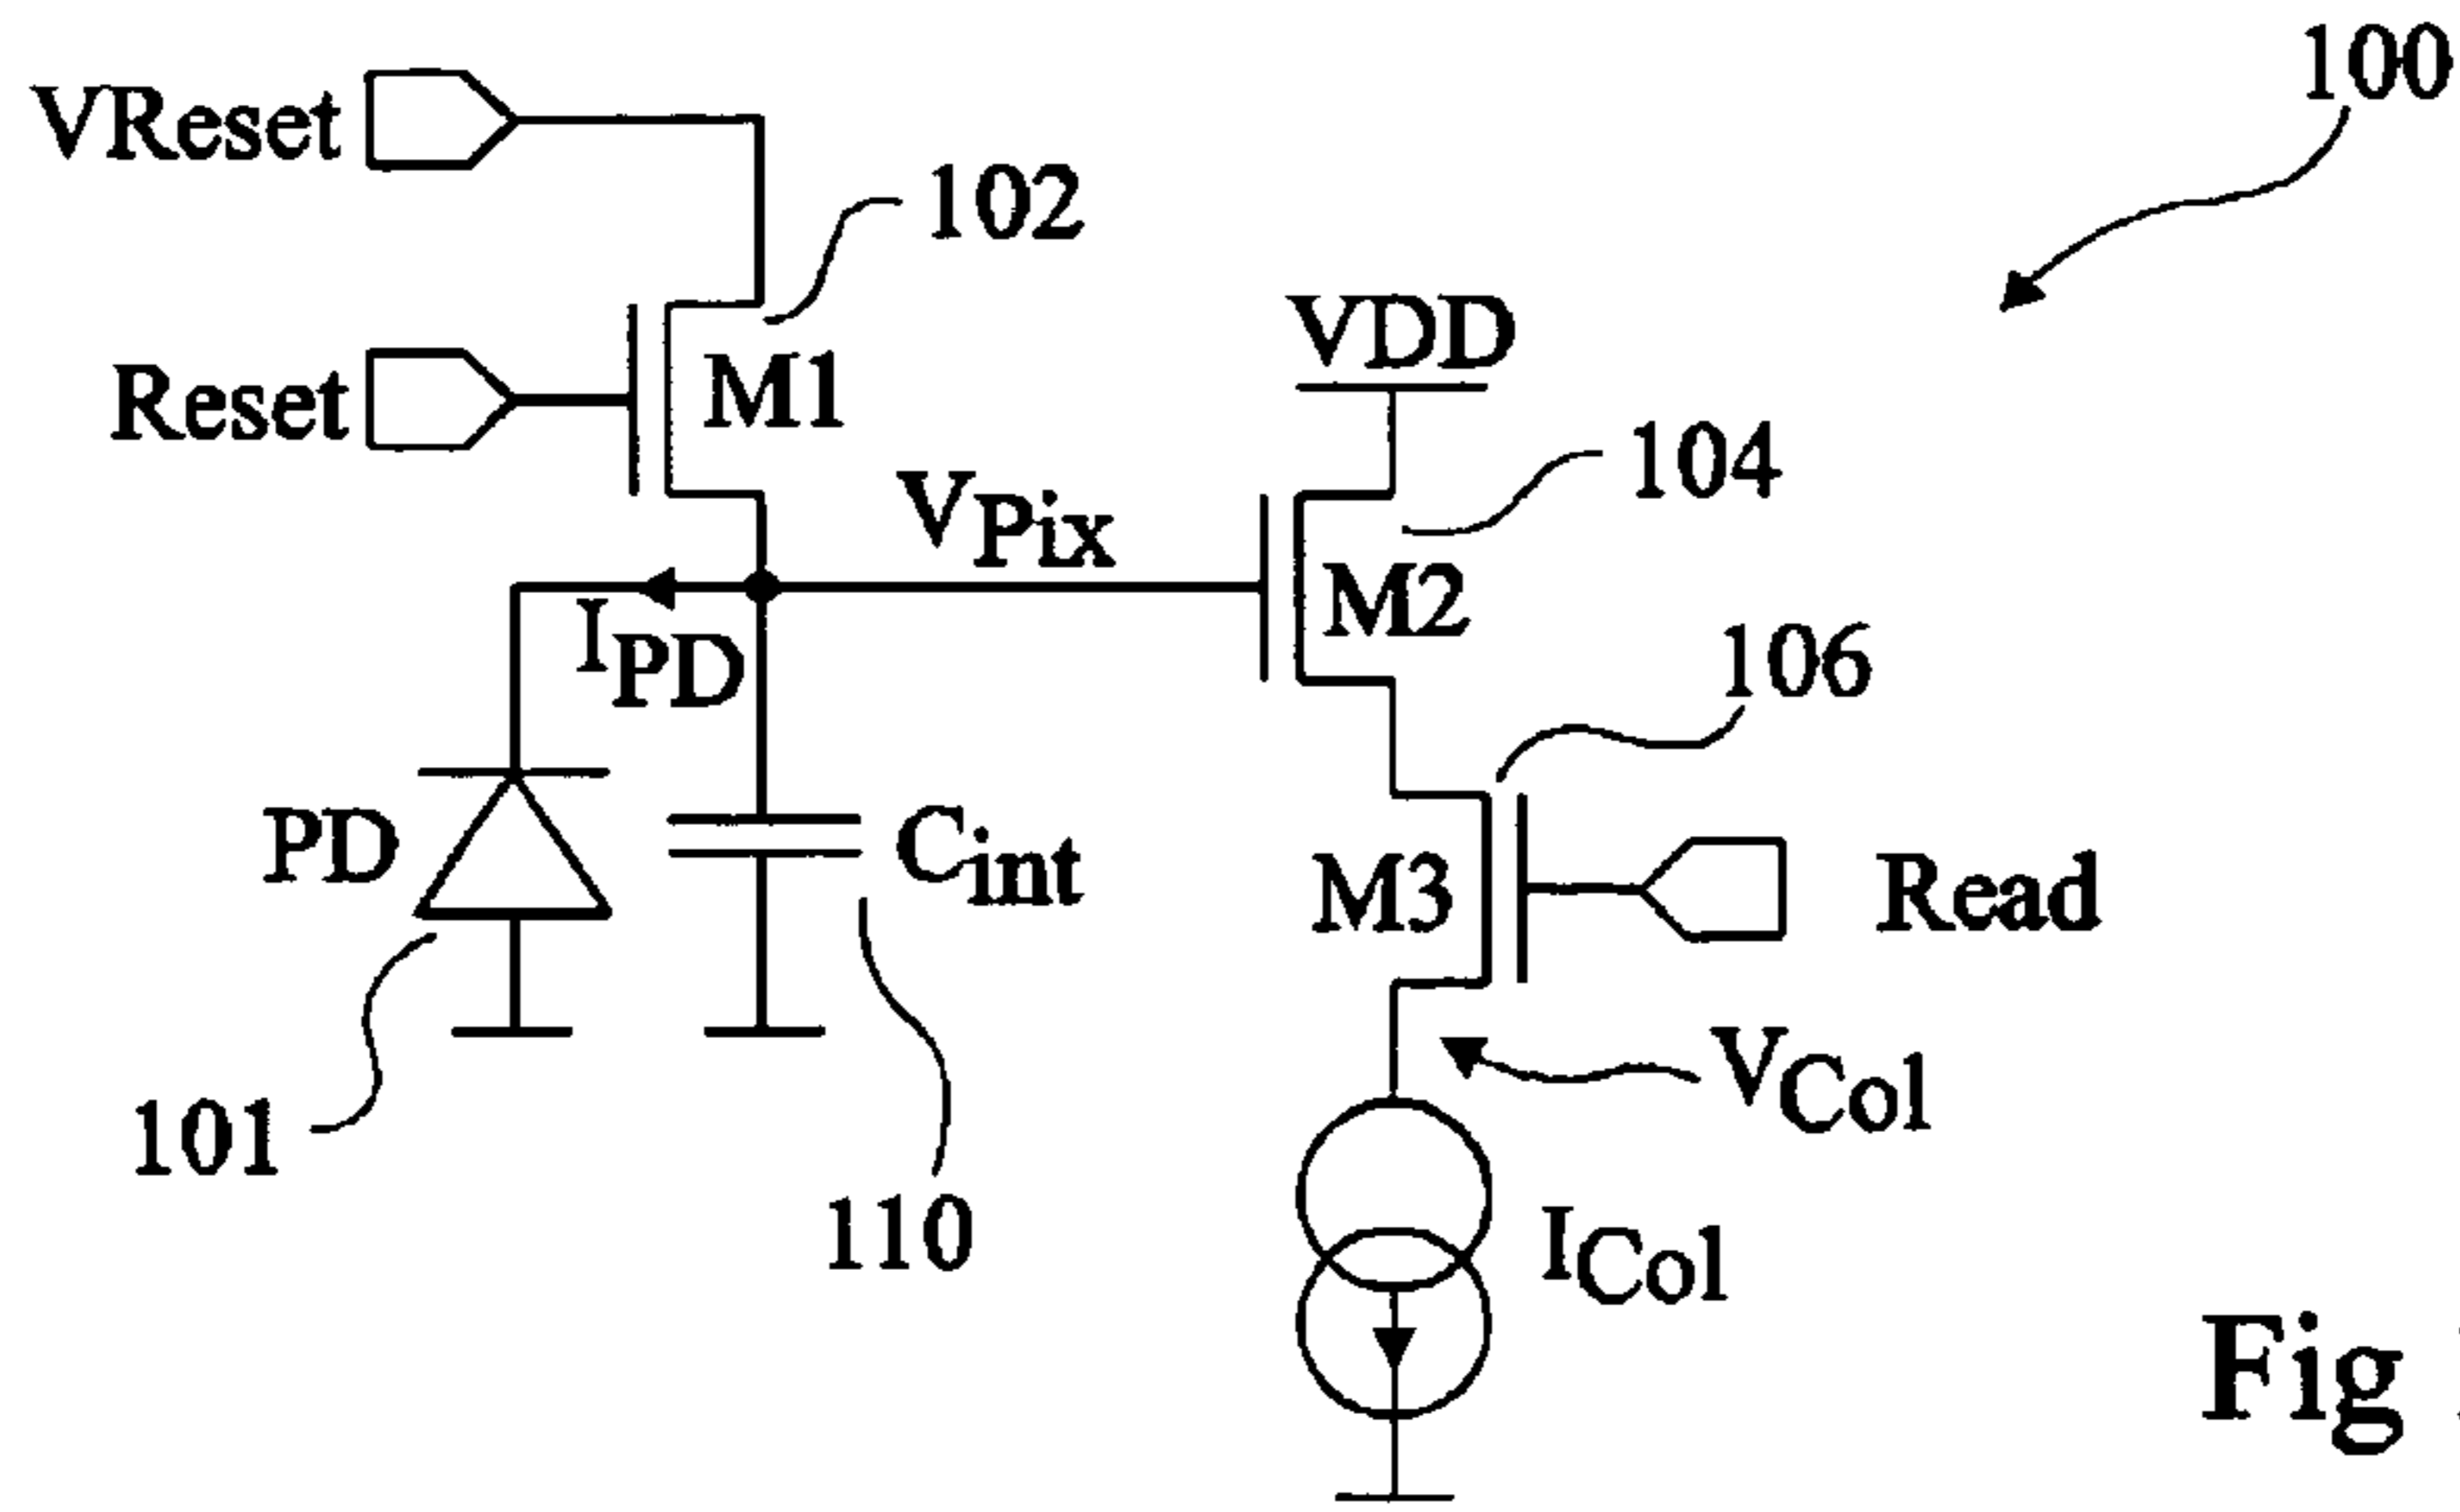 100
VReset
102
VDD
Reset
M1
104
VPix
M2
IPD
106
PD
Cint
M3
Read
VCol
101
110
ICol
Fig